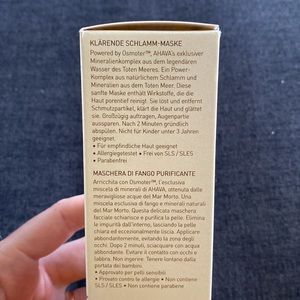 KLÄRENDE SCHLAMM-MASKE
Powered by Osmoter™, AHAVA's exklusiver
Mineralienkomplex aus dem legendären
Wasser des Toten Meeres. Ein Power-
Komplex aus natürlichem Schlamm und
Mineralien aus dem Toten Meer. Diese
sanfte Maske enthält Wirkstoffe, die die
Haut porentief reinigt. Sie löst und entfernt
Schmutzpartikel, klärt die Haut und glättet
sie. Großzügig auftragen, Augenpartie
aussparen. Nach 2 Minuten gründlich
abwaschen. Nicht für Kinder unter 3 Jahren
geeignet.
• Für empfindliche Haut geeignet
• Allergiegetestet • Frei von SLS / SLES
• Parabenfrei
MASCHERA DI FANGO PURIFICANTE
Arricchita con Osmoter™, l'esclusiva
miscela di minerali di AHAVA, ottenuta dalle
meravigliose acque del Mar Morto. Una
miscela attiva di fango e minerali naturali
del Mar Morto. Questa delicata maschera
facciale schiarisce e purifica la pelle. Elimina
le impurità dall'interno, lasciando la pelle
chiara ed eccezionalmente liscia. Applicare
abbondantemente, evitando la zona degli
occhi. Dopo 2 minuti, sciacquare con acqua
abbondante. Evitare il contatto con occhi e
labbra. Non ingerire. Tenere lontano dalla
portata dei bambini.
• Approvato per pelli sensibili
• Provato contro le allergie • Non contiene
SLS / SLES • Non contiene parabene